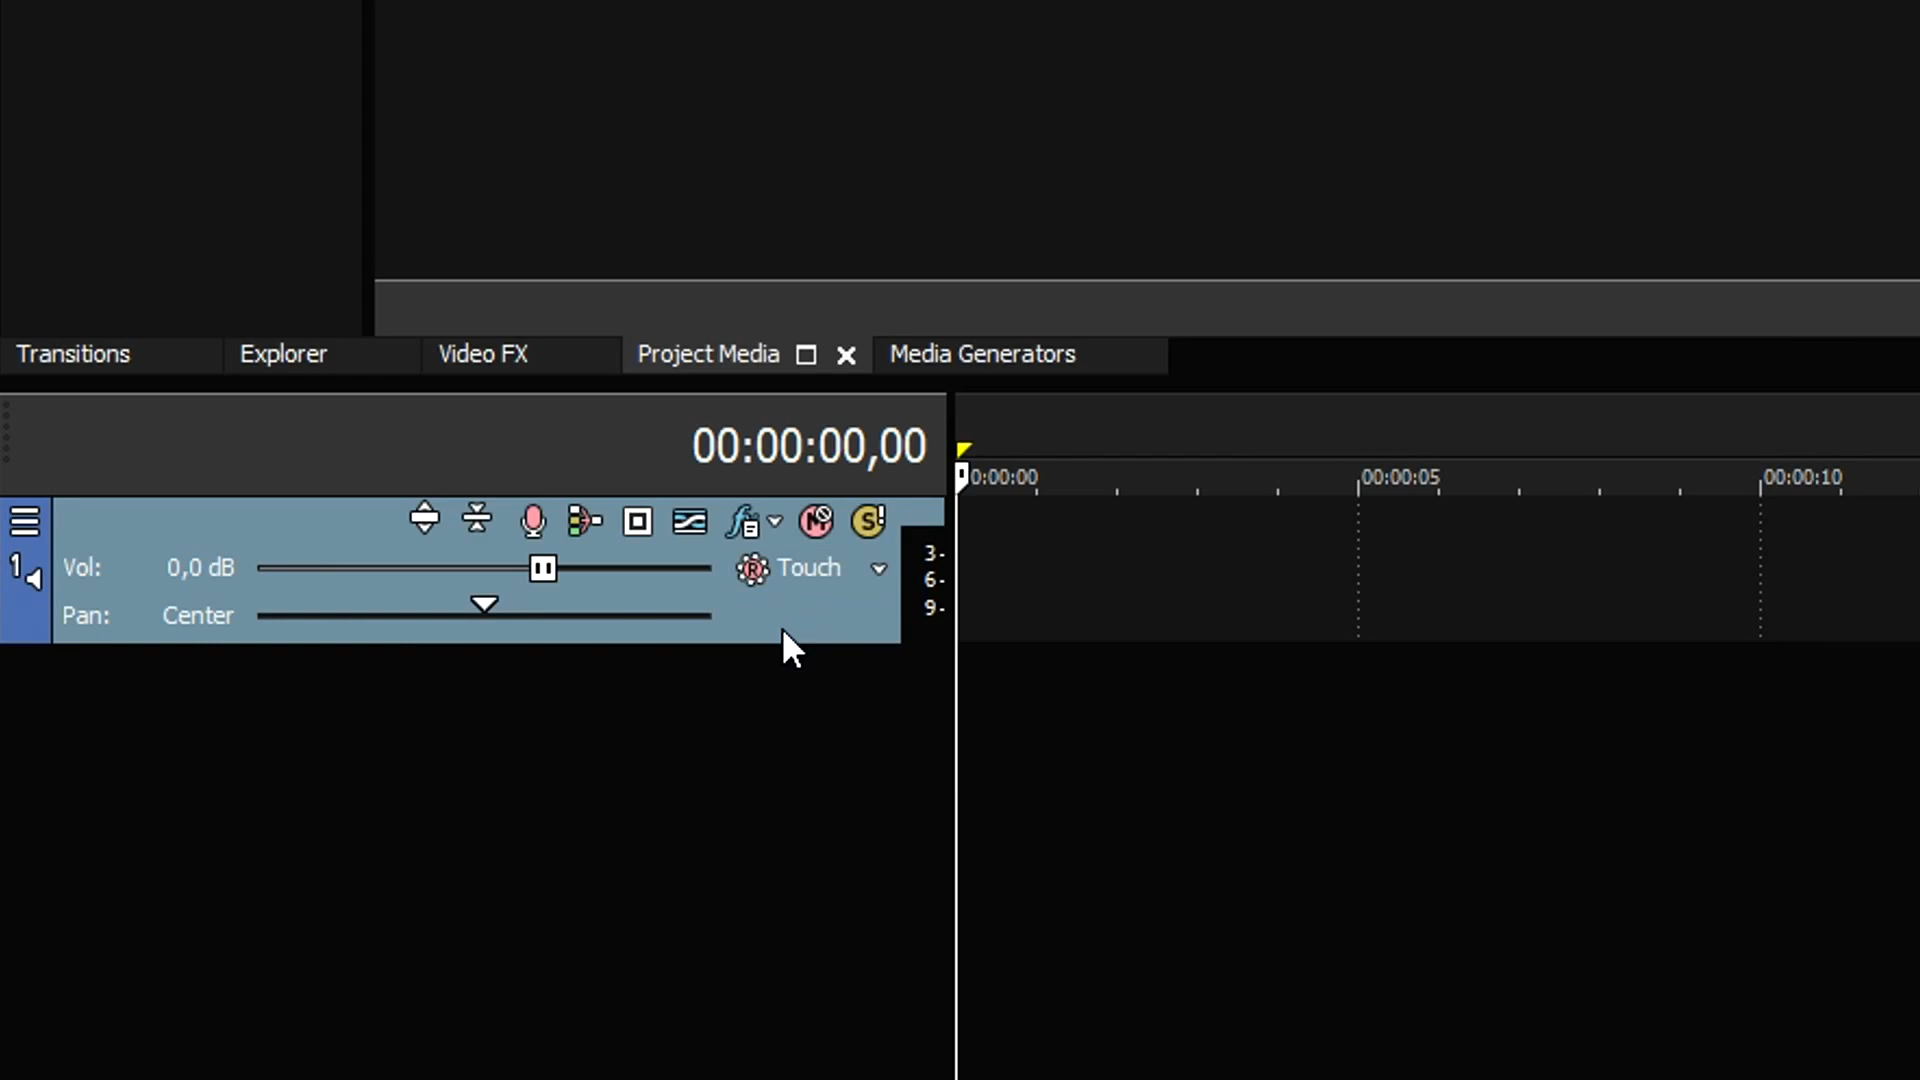 Transitions Explorer Video FX Project Media Media Generators
00:00:00,00
0:00:00 00:00:05 00:00:10
M S
1 Vol: 0,0 dB R Touch
Pan: Center
3-
6-
9-